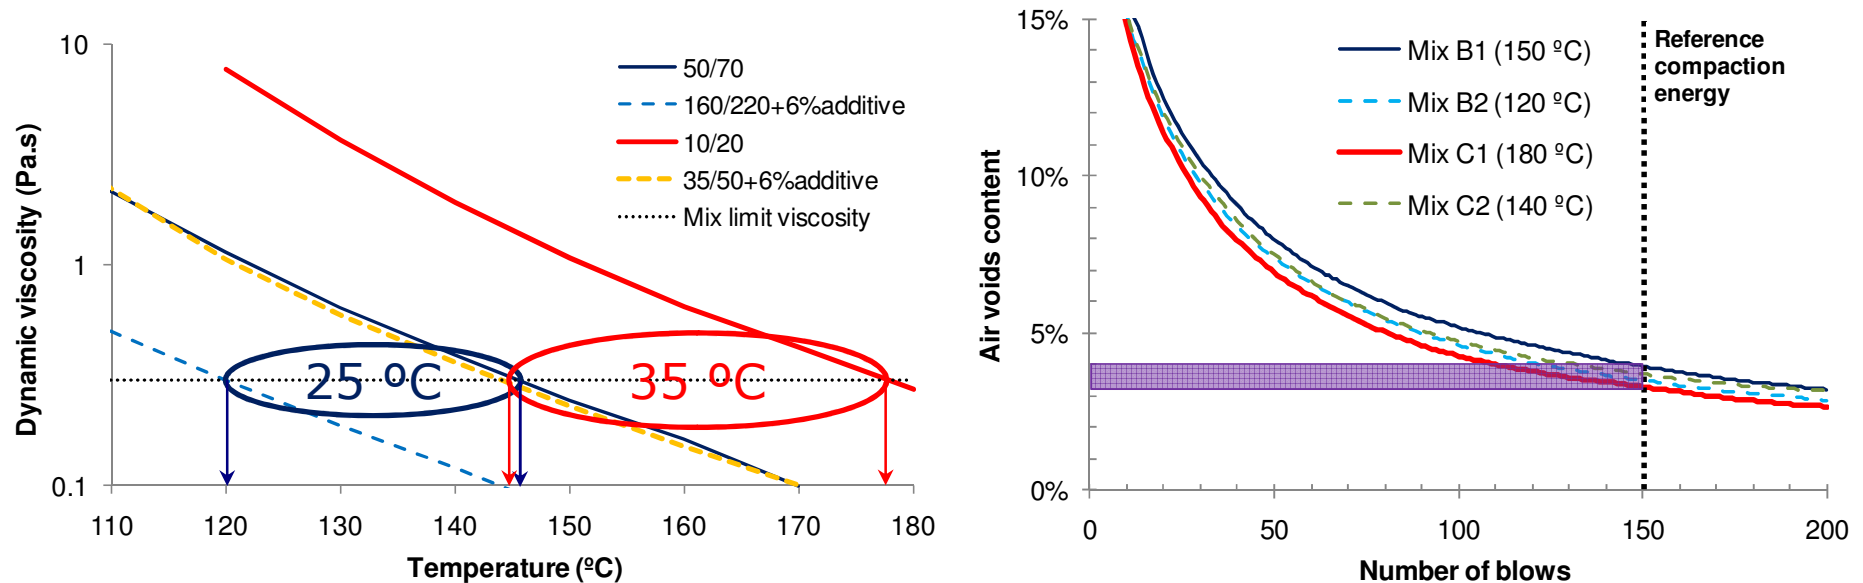 10
1
0.1
Dynamic viscosity (Pa.s)
50/70
160/220+6%additive
10/20
35/50+6%additive
Mix limit viscosity
25 ºC
35 ºC
110 120 130 140 150 160 170 180
Temperature (ºC)
15%
10%
5%
0%
Air voids content
Mix B1 (150 ºC)
Mix B2 (120 ºC)
Mix C1 (180 ºC)
Mix C2 (140 ºC)
Reference
compaction
energy
0 50 100 150 200
Number of blows